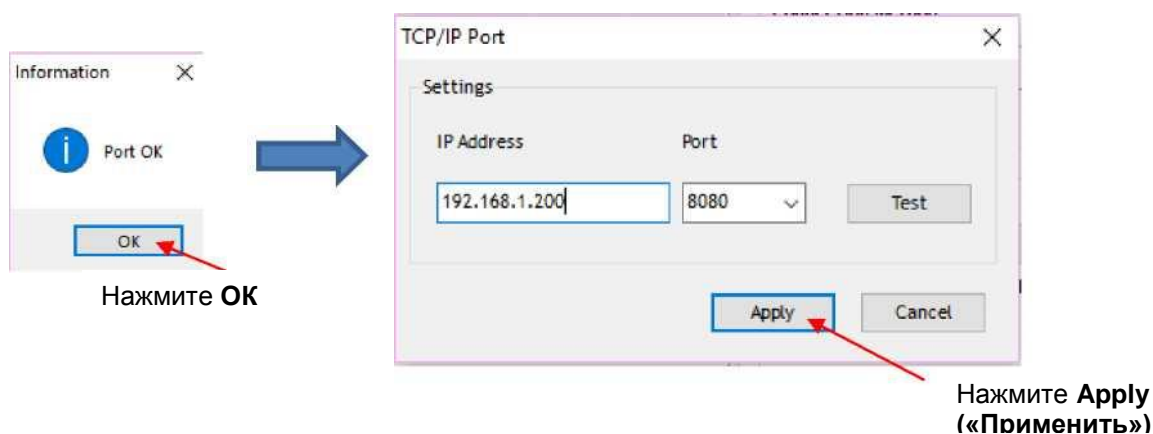 TCP/IP Port
Information
Settings
IP Address Port
Port OK
192.168.1.200 8080 Test
OK
Нажмите ОК
Apply Cancel
Нажмите Apply
(«Применить»)